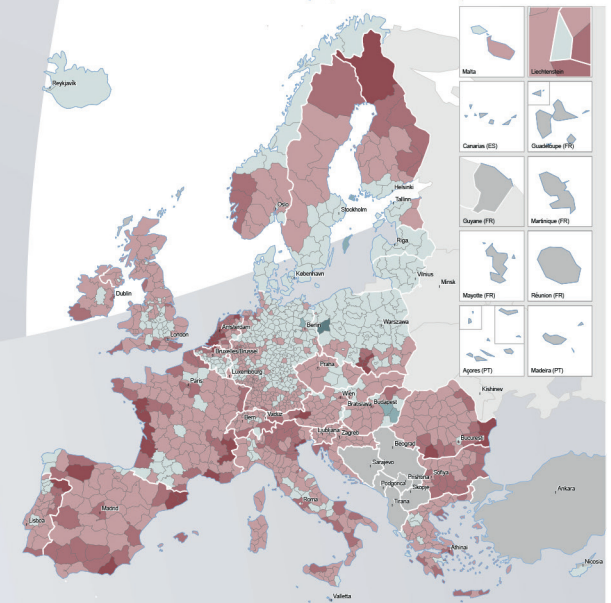 Reykjavík
Malta
Liechtenstein
Canarias (ES)
Guadeloupe (FR)
Guyane (FR)
Martinique (FR)
Mayotte (FR)
Réunion (FR)
Açores (PT)
Madeira (PT)
Helsinki
Tallinn
Oslo
Stockholm
Riga
København
Vilnius
Minsk
Dublin
Amsterdam
Berlin
Warszawa
London
Bruxelles/Brussel
Praha
Luxembourg
Paris
Kishinev
Wien
Bratislava
Budapest
Vaduz
Bern
Ljubljana
Zagreb
București
Beograd
Sarajevo
Prishtina
Sofiya
Podgorica
Skopje
Roma
Tirana
Ankara
Madrid
Lisboa
Athinai
Nicosia
Valletta